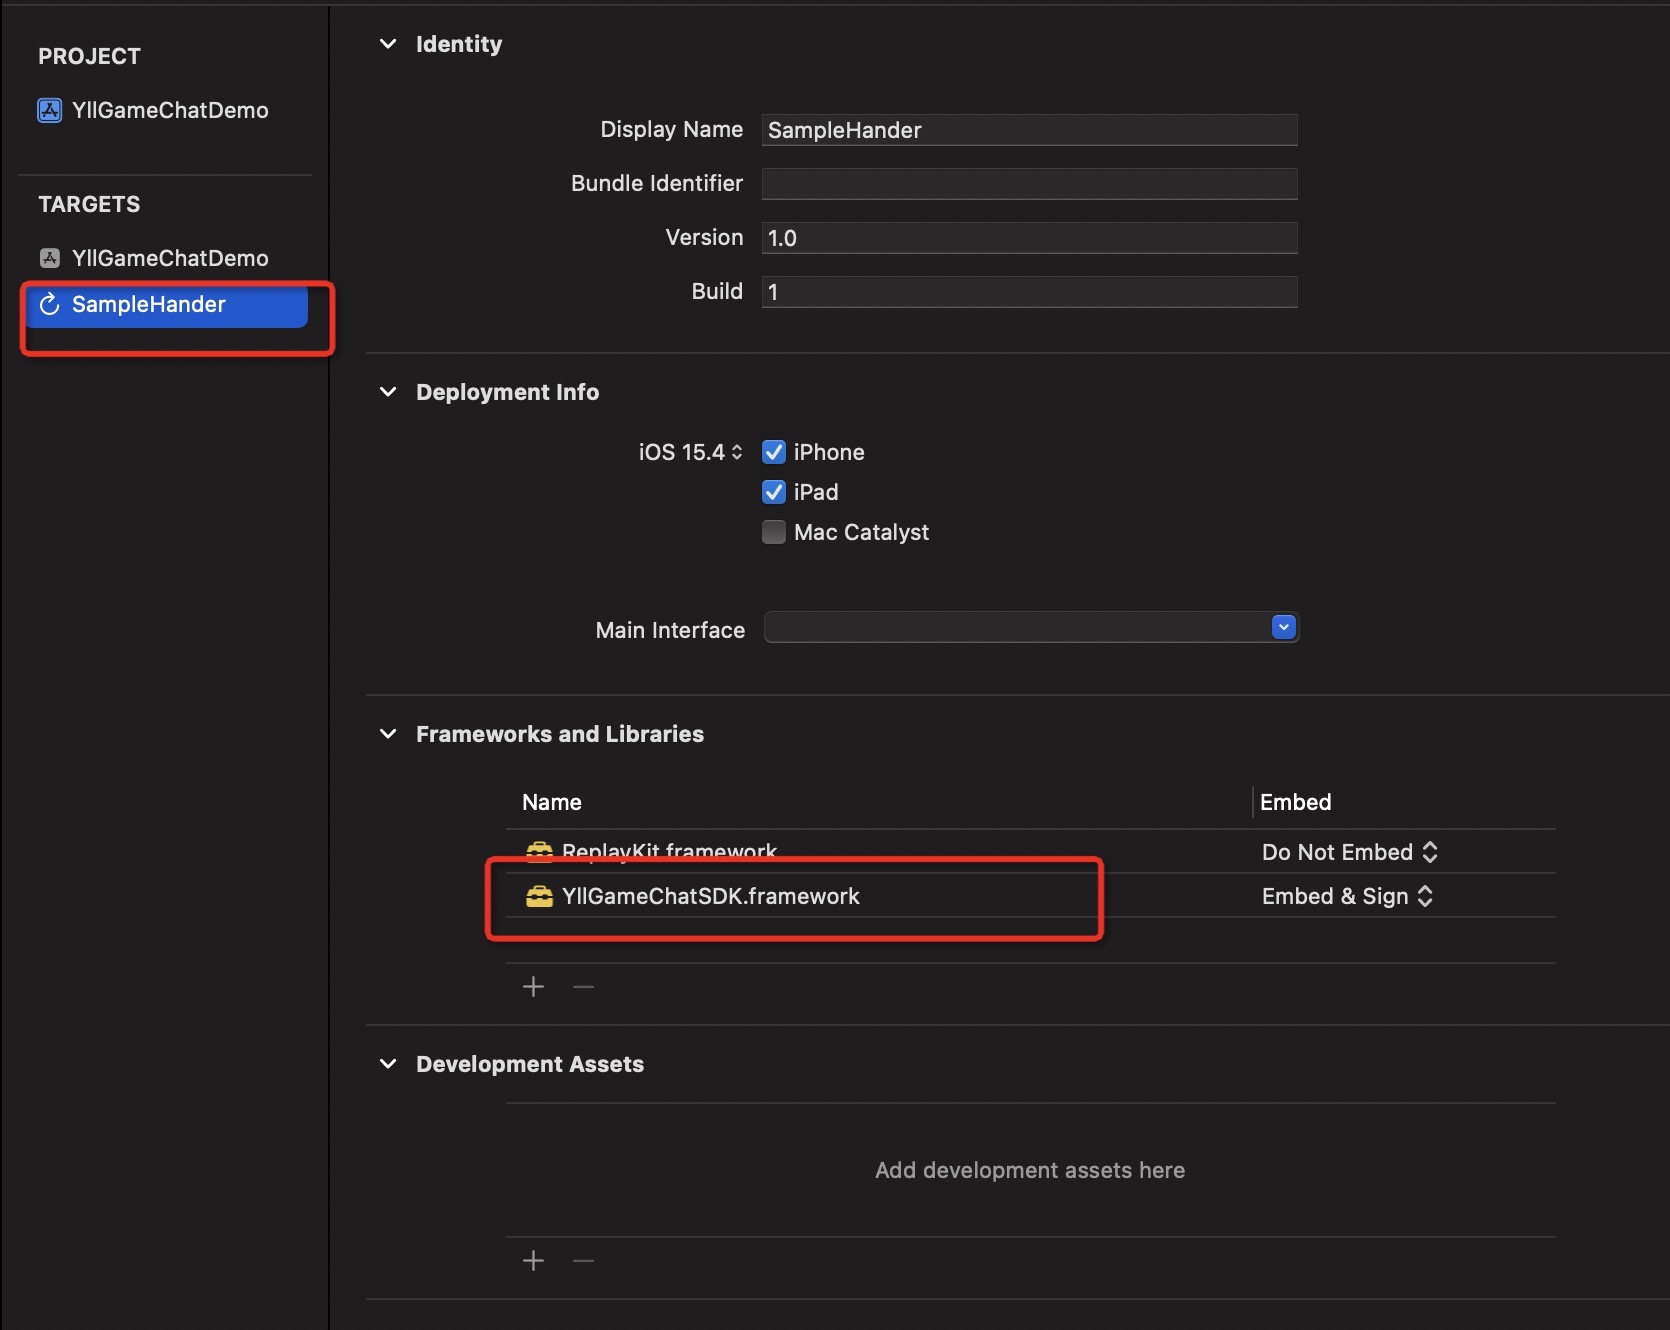 PROJECT
YllGameChatDemo
TARGETS
YllGameChatDemo
SampleHander
Identity
Display Name SampleHander
Bundle Identifier
Version 1.0
Build 1
Deployment Info
iOS 15.4 iPhone
iPad
Mac Catalyst
Main Interface
Frameworks and Libraries
Name Embed
ReplayKit.framework Do Not Embed
YllGameChatSDK.framework Embed & Sign
Development Assets
Add development assets here